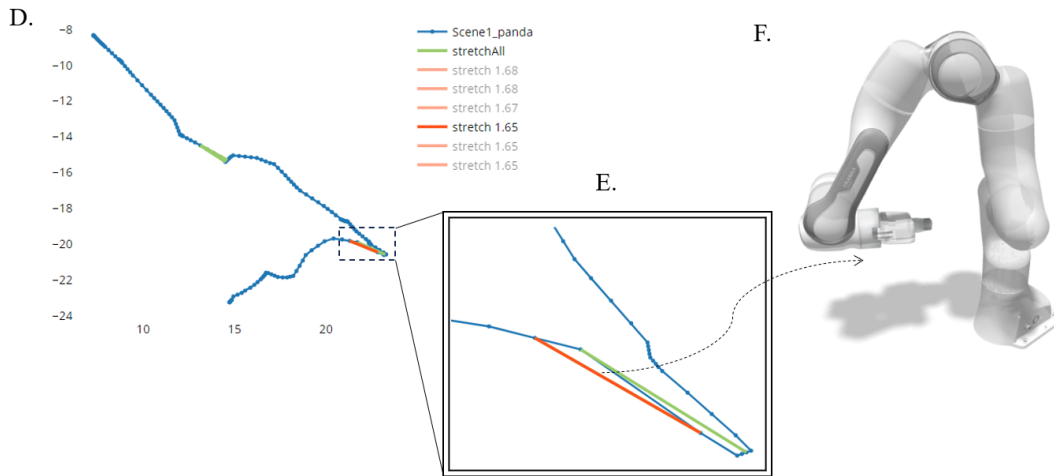 D.
−8
−10
−12
−14
−16
−18
−20
−22
−24
10
15
20
Scene1_panda
stretchAll
stretch 1.68
stretch 1.68
stretch 1.67
stretch 1.65
stretch 1.65
stretch 1.65
E.
F.